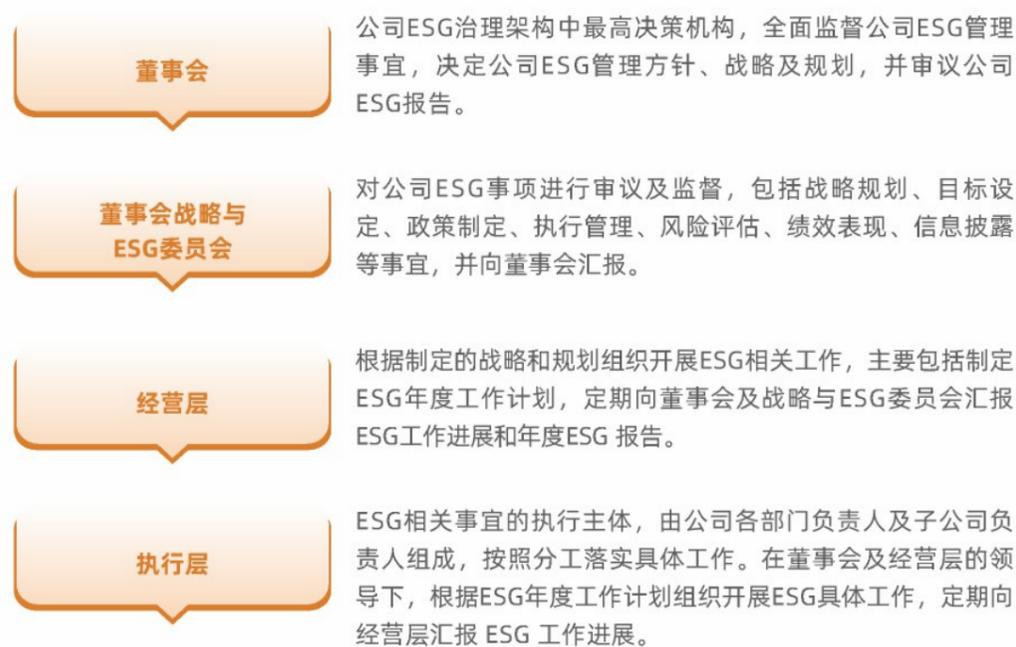 董事会
公司ESG治理架构中最高决策机构，全面监督公司ESG管理
事宜，决定公司ESG管理方针、战略及规划，并审议公司
ESG报告。
董事会战略与
ESG委员会
对公司ESG事项进行审议及监督，包括战略规划、目标设
定、政策制定、执行管理、风险评估、绩效表现、信息披露
等事宜，并向董事会汇报。
经营层
根据制定的战略和规划组织开展ESG相关工作，主要包括制定
ESG年度工作计划，定期向董事会及战略与ESG委员会汇报
ESG工作进展和年度ESG 报告。
执行层
ESG相关事宜的执行主体，由公司各部门负责人及子公司负
责人组成，按照分工落实具体工作。在董事会及经营层的领
导下，根据ESG年度工作计划组织开展ESG具体工作，定期向
经营层汇报 ESG 工作进展。